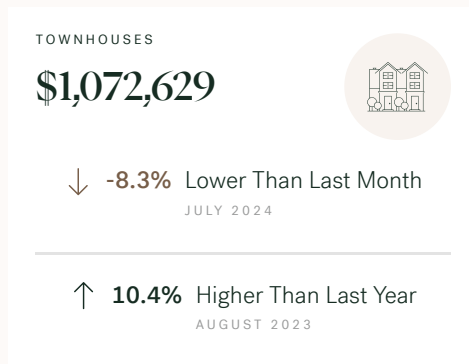 TOWNHOUSES
$1,072,629
-8.3% Lower Than Last Month
JULY 2024
10.4% Higher Than Last Year
AUGUST 2023